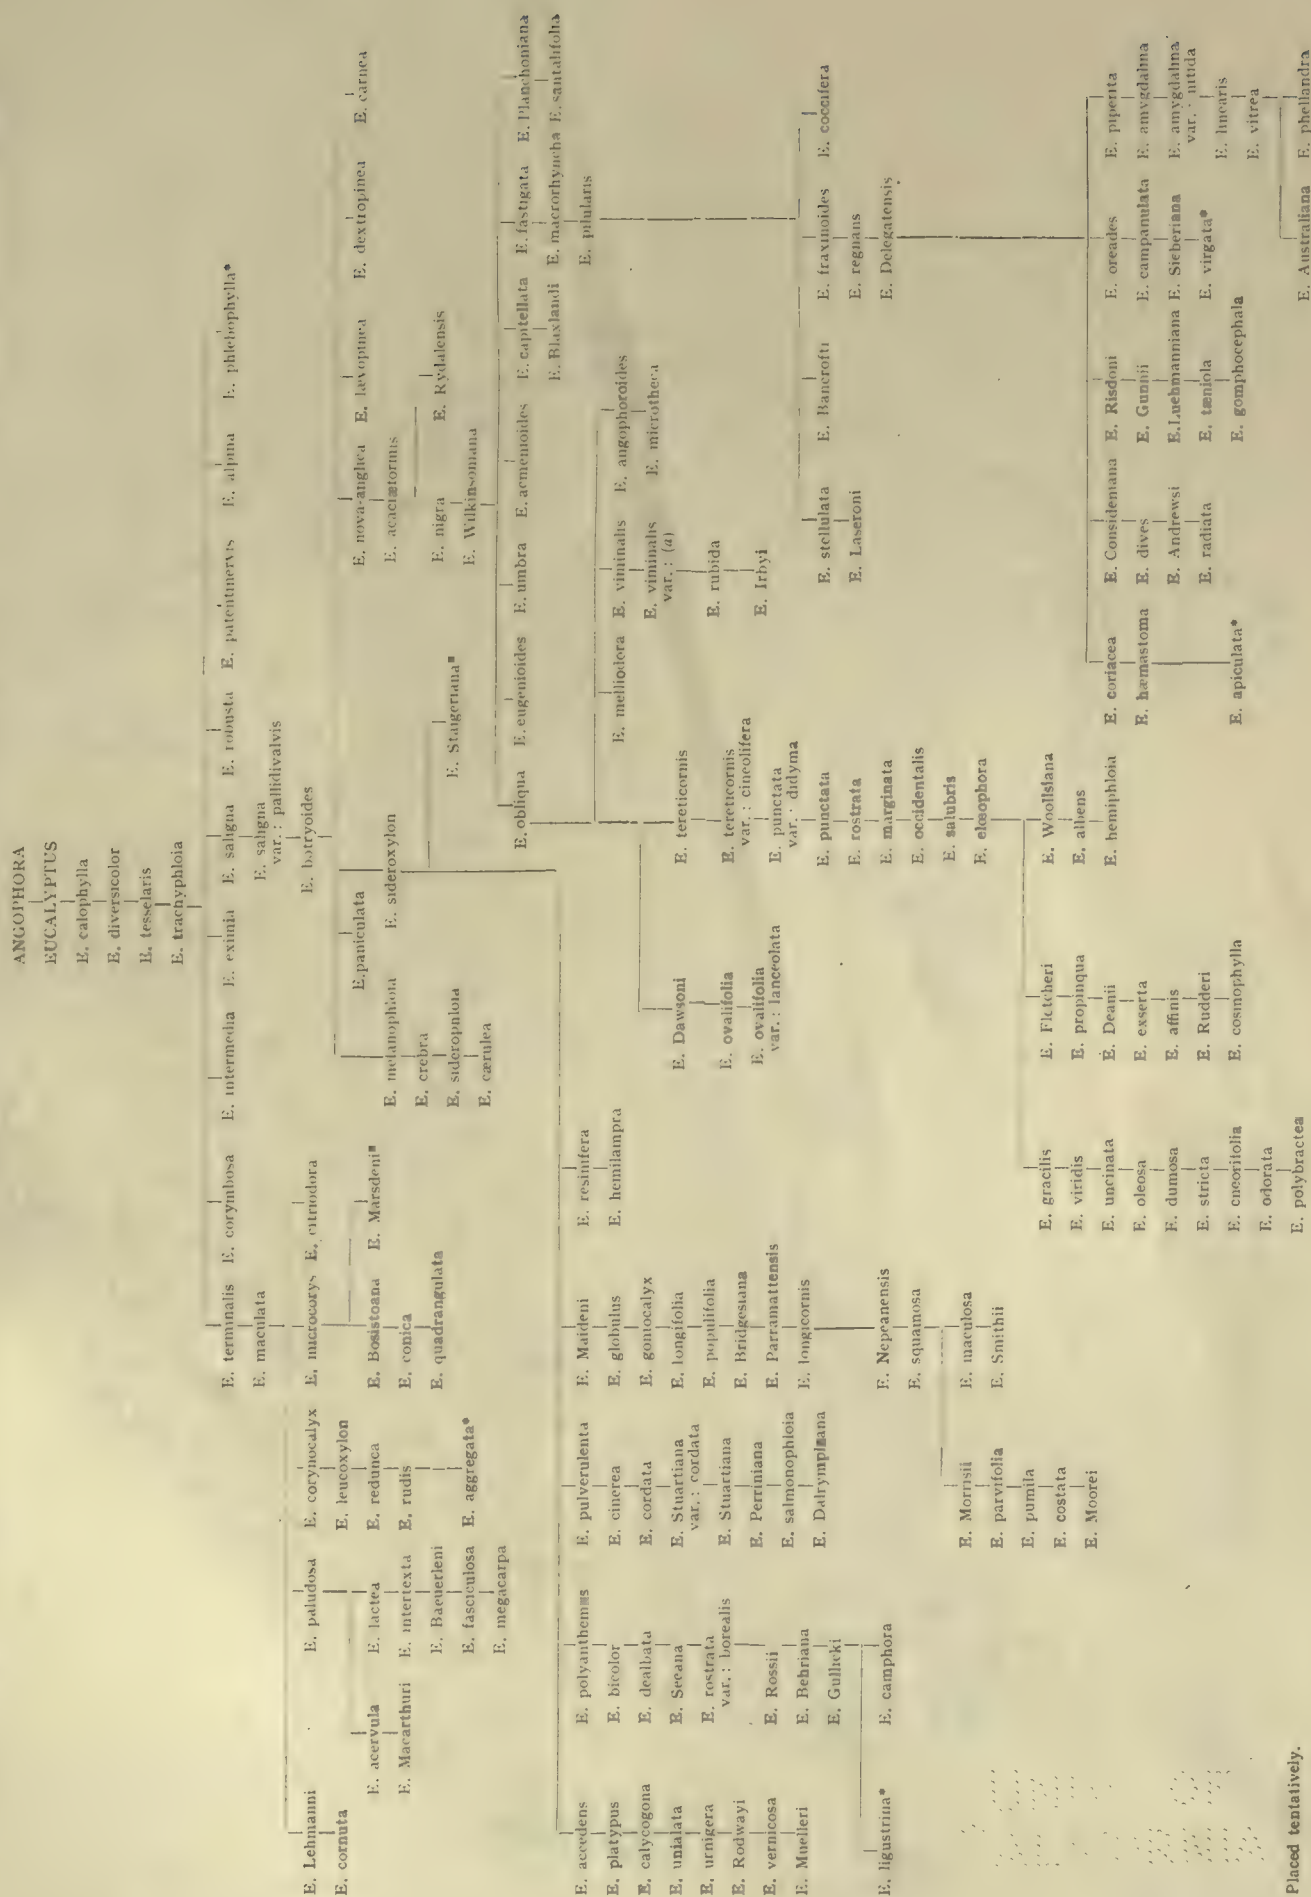 ANGOPHORA
EUCALYPTUS
E. calophylla
E. diversicolor
E. tesselaris
E. trachyphloia
E. terminalis
E. corymbosa
E. intermedia
E. eximia
E. saligna
E. robusta
E. patentinervis
E. alpina
E. phlebophylla*
E. maculata
E. saligna
var. : pallidivalvis
E. botryoides
E. Lehmanni
E. cornuta
E. paludosa
E. corynocalyx
E. leucoxylon
E. redunca
E. rudis
E. aggregata*
E. microcorys
E. citriodora
E. acervula
E. Macarthuri
E. lactea
E. intertexta
E. Baeuerleni
E. fasciculosa
E. megacarpa
E. Bosistoana
E. conica
E. quadrangulata
E. Marsdeni*
E. melanophloia
E. crebra
E. siderophloia
E. cærulea
E. paniculata
E. sideroxylon
E. Staigeriana*
E. nova-anglica
E. acaciæformis
E. lævopinea
E. dextropinea
E. carnea
E. nigra
E. Wilkinsoniana
E. Rydalensis
E. obliqua
E. eugenioides
E. umbra
E. acmenioides
E. capitellata
E. Blaxlandi
E. fastigata
E. macrorhyncha
E. pilularis
E. Planchoniana
E. santalifolia
E. accedens
E. platypus
E. calycogona
E. unialata
E. urnigera
E. Rodwayi
E. vernicosa
E. Muelleri
E. ligustrina*
E. polyanthemus
E. bicolor
E. dealbata
E. Seeana
E. rostrata
var. : borealis
E. Rossii
E. Behriana
E. Gullicki
E. camphora
E. pulverulenta
E. cinerea
E. cordata
E. Stuartiana
var. : cordata
E. Stuartiana
E. Perriniana
E. salmonophloia
E. Dalrympleana
E. Maideni
E. globulus
E. goniocalyx
E. longifolia
E. populifolia
E. Bridgesiana
E. Parramattensis
E. longicornis
E. Nepeanensis
E. squamosa
E. maculosa
E. Smithii
E. Morrisii
E. parvifolia
E. pumila
E. costata
E. Moorei
E. resinifera
E. hemilampra
E. Dawsoni
E. ovalifolia
E. ovalifolia
var. : lanceolata
E. melliodora
E. viminalis
E. viminalis
var. : (a)
E. rubida
E. Irbyi
E. angophoroides
E. microtheca
E. tereticornis
E. tereticornis
var. : cineolifera
E. punctata
var. : didyma
E. punctata
E. rostrata
E. marginata
E. occidentalis
E. salubris
E. elæophora
E. gracilis
E. viridis
E. uncinata
E. oleosa
E. dumosa
E. stricta
E. cneorifolia
E. odorata
E. polybractea
E. Fletcheri
E. propinqua
E. Deanii
E. exserta
E. affinis
E. Rudderi
E. cosmophylla
E. Woollsiana
E. albens
E. hemiphloia
E. stellulata
E. Laseroni
E. Bancrofti
E. fraxinoides
E. regnans
E. Delegatensis
E. coccifera
E. coriacea
E. hæmastoma
E. apiculata*
E. Consideniana
E. dives
E. Andrewsi
E. radiata
E. Risdoni
E. Gunnii
E. Luehmanniana
E. tæniola
E. gomphocephala
E. oreades
E. campanulata
E. Sieberiana
E. virgata*
E. piperita
E. amygdalina
E. amygdalina
var. : nitida
E. linearis
E. vitrea
E. Australiana
E. phellandra
Placed tentatively.